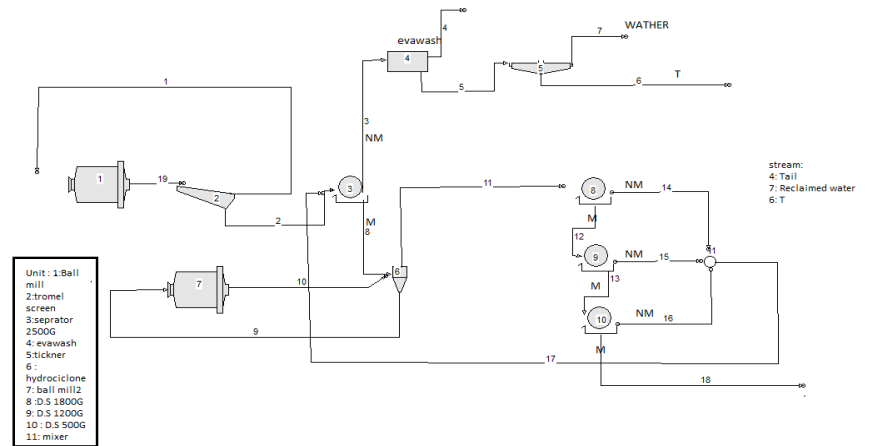 4
WATHER
7
evawash
4
5
1
5
6
T
3
NM
stream:
4: Tail
7: Reclaimed water
6: T
1
19
2
3
11
8
NM
14
2
M
8
M
12
11
6
9
NM
15
13
M
Unit : 1:Ball
mill
2:tromel
screen
3:seprator
2500G
4: evawash
5:tickner
6 :
hydrociclone
7: ball mill2
8 :D.S 1800G
9: D.S 1200G
10 : D.S 500G
11: mixer
7
10
10
NM
16
9
M
17
18